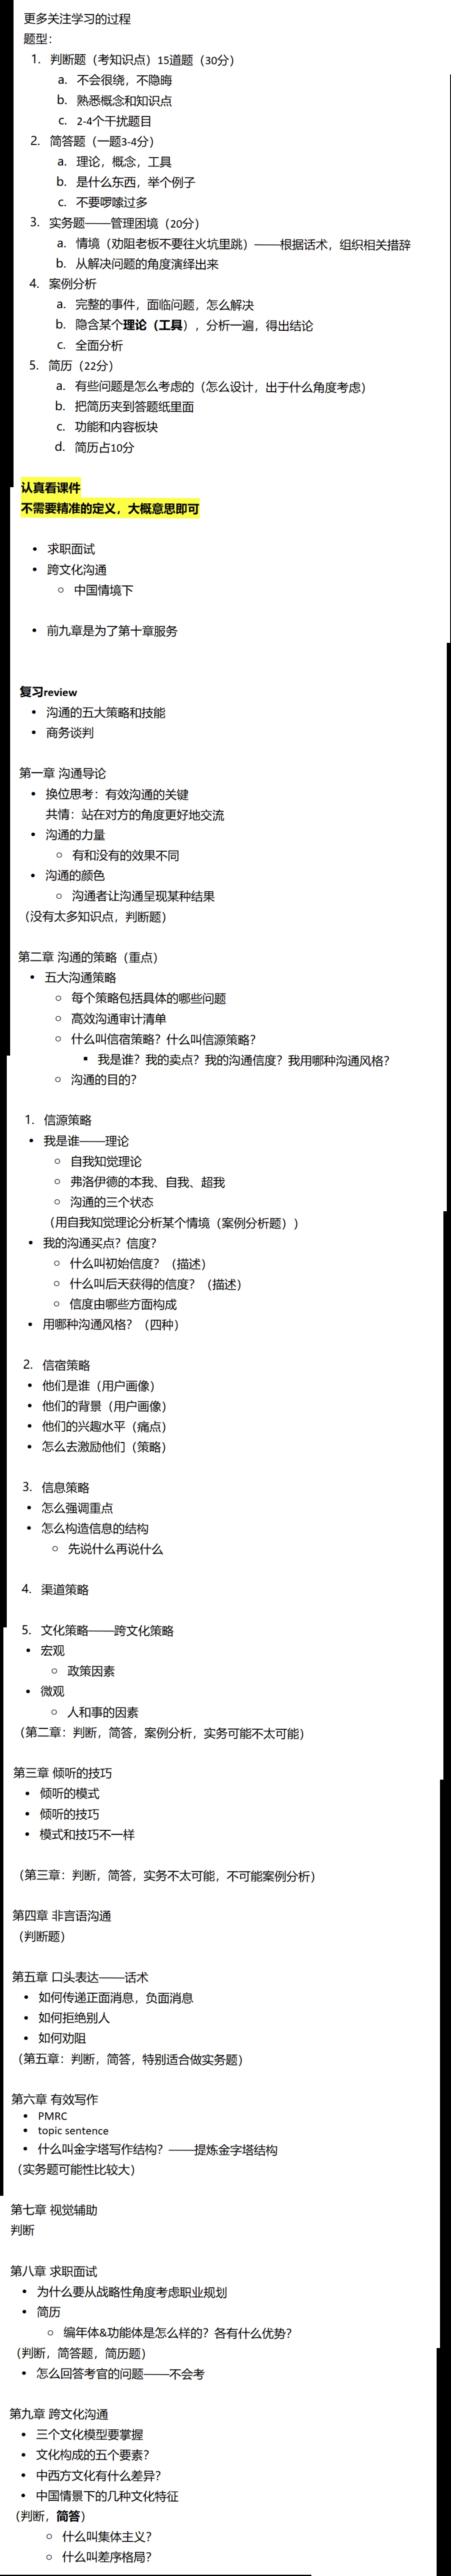 更多关注学习的过程
题型：
1. 判断题（考知识点）15道题（30分）
a. 不会很绕，不隐晦
b. 熟悉概念和知识点
c. 2-4个干扰题目
2. 简答题（一题3-4分）
a. 理论，概念，工具
b. 是什么东西，举个例子
c. 不要啰嗦过多
3. 实务题——管理困境（20分）
a. 情境（劝阻老板不要往火坑里跳）——根据话术，组织相关措辞
b. 从解决问题的角度演绎出来
4. 案例分析
a. 完整的事件，面临问题，怎么解决
b. 隐含某个理论（工具），分析一遍，得出结论
c. 全面分析
5. 简历（22分）
a. 有些问题是怎么考虑的（怎么设计，出于什么角度考虑）
b. 把简历夹到答题纸里面
c. 功能和内容板块
d. 简历占10分
认真看课件
不需要精准的定义，大概意思即可
• 求职面试
• 跨文化沟通
○ 中国情境下
• 前九章是为了第十章服务
复习review
• 沟通的五大策略和技能
• 商务谈判
第一章 沟通导论
• 换位思考：有效沟通的关键
共情：站在对方的角度更好地交流
• 沟通的力量
○ 有和没有的效果不同
• 沟通的颜色
○ 沟通者让沟通呈现某种结果
（没有太多知识点，判断题）
第二章 沟通的策略（重点）
• 五大沟通策略
○ 每个策略包括具体的哪些问题
○ 高效沟通审计清单
○ 什么叫信宿策略？什么叫信源策略？
▪ 我是谁？我的卖点？我的沟通信度？我用哪种沟通风格？
○ 沟通的目的？
1. 信源策略
• 我是谁——理论
○ 自我知觉理论
○ 弗洛伊德的本我、自我、超我
○ 沟通的三个状态
（用自我知觉理论分析某个情境（案例分析题））
• 我的沟通买点？信度？
○ 什么叫初始信度？（描述）
○ 什么叫后天获得的信度？（描述）
○ 信度由哪些方面构成
• 用哪种沟通风格？（四种）
2. 信宿策略
• 他们是谁（用户画像）
• 他们的背景（用户画像）
• 他们的兴趣水平（痛点）
• 怎么去激励他们（策略）
3. 信息策略
• 怎么强调重点
• 怎么构造信息的结构
○ 先说什么再说什么
4. 渠道策略
5. 文化策略——跨文化策略
• 宏观
○ 政策因素
• 微观
○ 人和事的因素
（第二章：判断，简答，案例分析，实务可能不太可能）
第三章 倾听的技巧
• 倾听的模式
• 倾听的技巧
• 模式和技巧不一样
（第三章：判断，简答，实务不太可能，不可能案例分析）
第四章 非言语沟通
（判断题）
第五章 口头表达——话术
• 如何传递正面消息，负面消息
• 如何拒绝别人
• 如何劝阻
（第五章：判断，简答，特别适合做实务题）
第六章 有效写作
• PMRC
• topic sentence
• 什么叫金字塔写作结构？——提炼金字塔结构
（实务题可能性比较大）
第七章 视觉辅助
判断
第八章 求职面试
• 为什么要从战略性角度考虑职业规划
• 简历
○ 编年体&功能体是怎么样的？各有什么优势？
（判断，简答题，简历题）
• 怎么回答考官的问题——不会考
第九章 跨文化沟通
• 三个文化模型要掌握
• 文化构成的五个要素？
• 中西方文化有什么差异？
• 中国情景下的几种文化特征
（判断，简答）
○ 什么叫集体主义？
○ 什么叫差序格局？